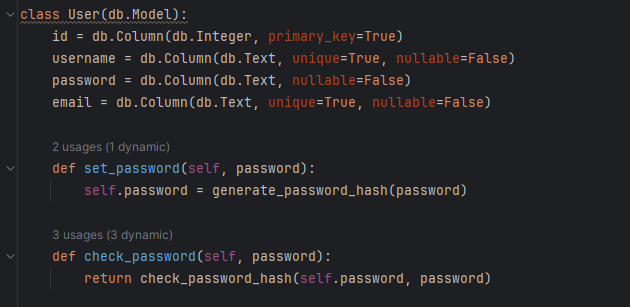 class User(db.Model):
    id = db.Column(db.Integer, primary_key=True)
    username = db.Column(db.Text, unique=True, nullable=False)
    password = db.Column(db.Text, nullable=False)
    email = db.Column(db.Text, unique=True, nullable=False)
    2 usages (1 dynamic)
    def set_password(self, password):
        self.password = generate_password_hash(password)
    3 usages (3 dynamic)
    def check_password(self, password):
        return check_password_hash(self.password, password)